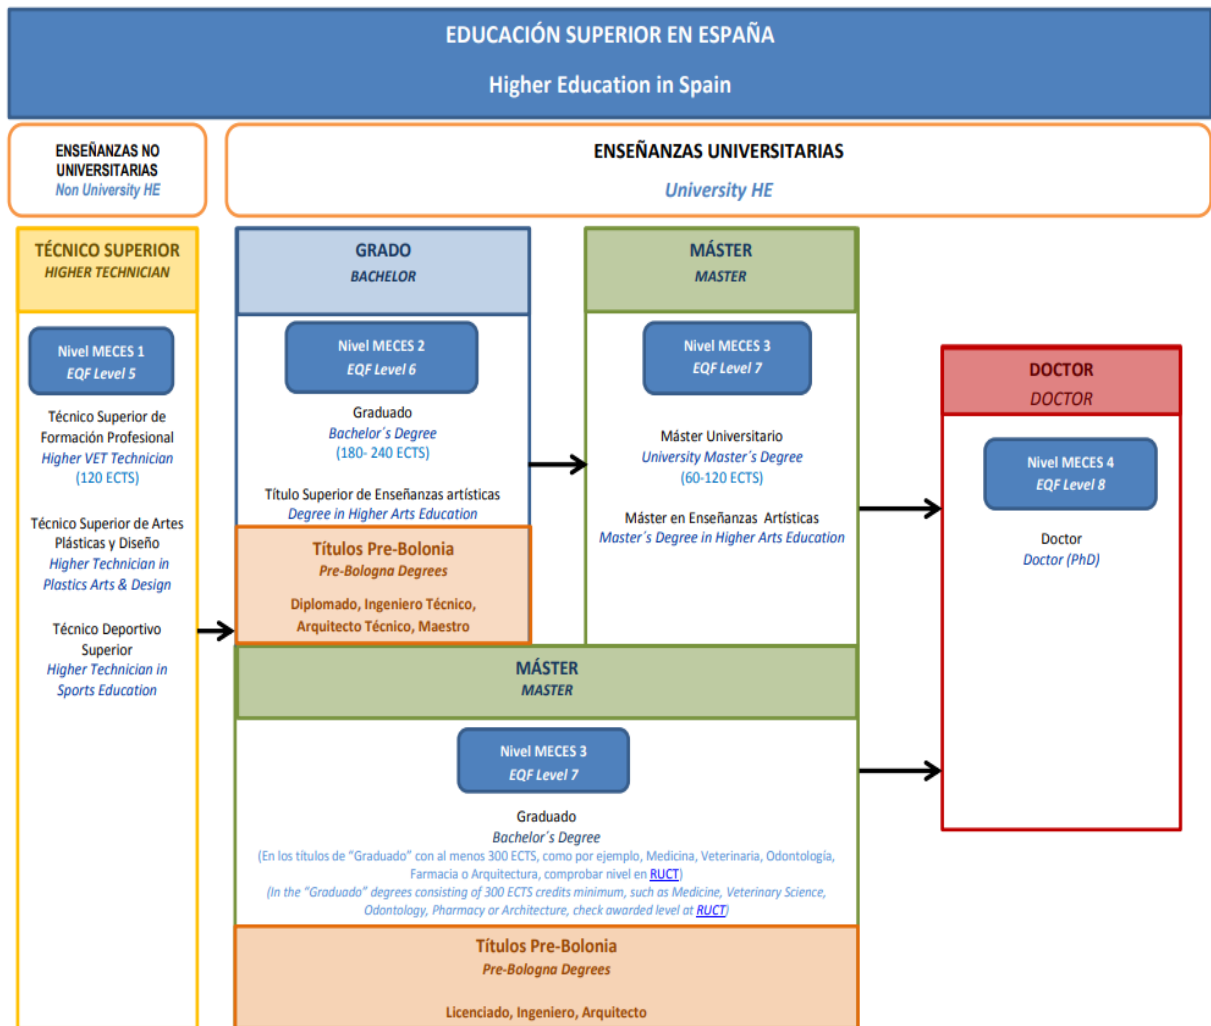 EDUCACIÓN SUPERIOR EN ESPAÑA
Higher Education in Spain
ENSEÑANZAS NO
UNIVERSITARIAS
Non University HE
ENSEÑANZAS UNIVERSITARIAS
University HE
TÉCNICO SUPERIOR
HIGHER TECHNICIAN
Nivel MECES 1
EQF Level 5
Técnico Superior de
Formación Profesional
Higher VET Technician
(120 ECTS)
Técnico Superior de Artes
Plásticas y Diseño
Higher Technician in
Plastics Arts & Design
Técnico Deportivo
Superior
Higher Technician in
Sports Education
GRADO
BACHELOR
Nivel MECES 2
EQF Level 6
Graduado
Bachelor´s Degree
(180- 240 ECTS)
Título Superior de Enseñanzas artísticas
Degree in Higher Arts Education
Títulos Pre-Bolonia
Pre-Bologna Degrees
Diplomado, Ingeniero Técnico,
Arquitecto Técnico, Maestro
MÁSTER
MASTER
Nivel MECES 3
EQF Level 7
Máster Universitario
University Master´s Degree
(60-120 ECTS)
Máster en Enseñanzas Artísticas
Master´s Degree in Higher Arts Education
MÁSTER
MASTER
Nivel MECES 3
EQF Level 7
Graduado
Bachelor´s Degree
(En los títulos de “Graduado” con al menos 300 ECTS, como por ejemplo, Medicina, Veterinaria, Odontología,
Farmacia o Arquitectura, comprobar nivel en RUCT)
(In the “Graduado” degrees consisting of 300 ECTS credits minimum, such as Medicine, Veterinary Science,
Odontology, Pharmacy or Architecture, check awarded level at RUCT)
Títulos Pre-Bolonia
Pre-Bologna Degrees
Licenciado, Ingeniero, Arquitecto
DOCTOR
DOCTOR
Nivel MECES 4
EQF Level 8
Doctor
Doctor (PhD)